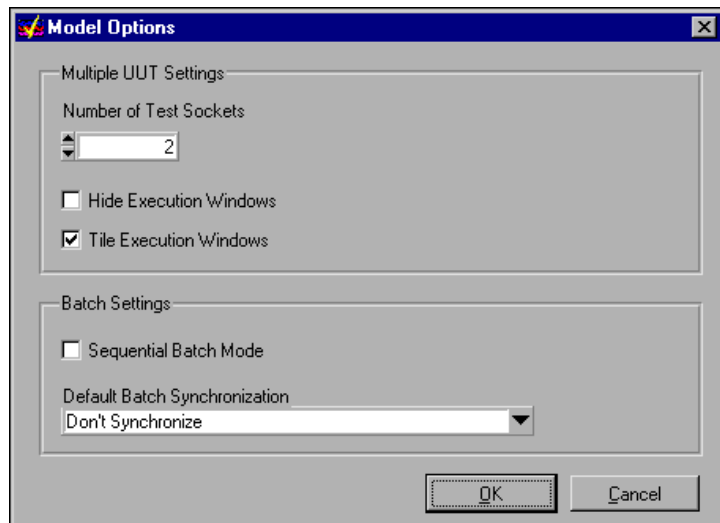 Model Options
Multiple UUT Settings
Number of Test Sockets
2
Hide Execution Windows
Tile Execution Windows
Batch Settings
Sequential Batch Mode
Default Batch Synchronization
Don't Synchronize
OK Cancel